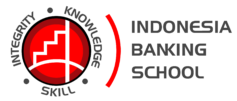 INTEGRITY • KNOWLEDGE • SKILL •
INDONESIA
BANKING
SCHOOL